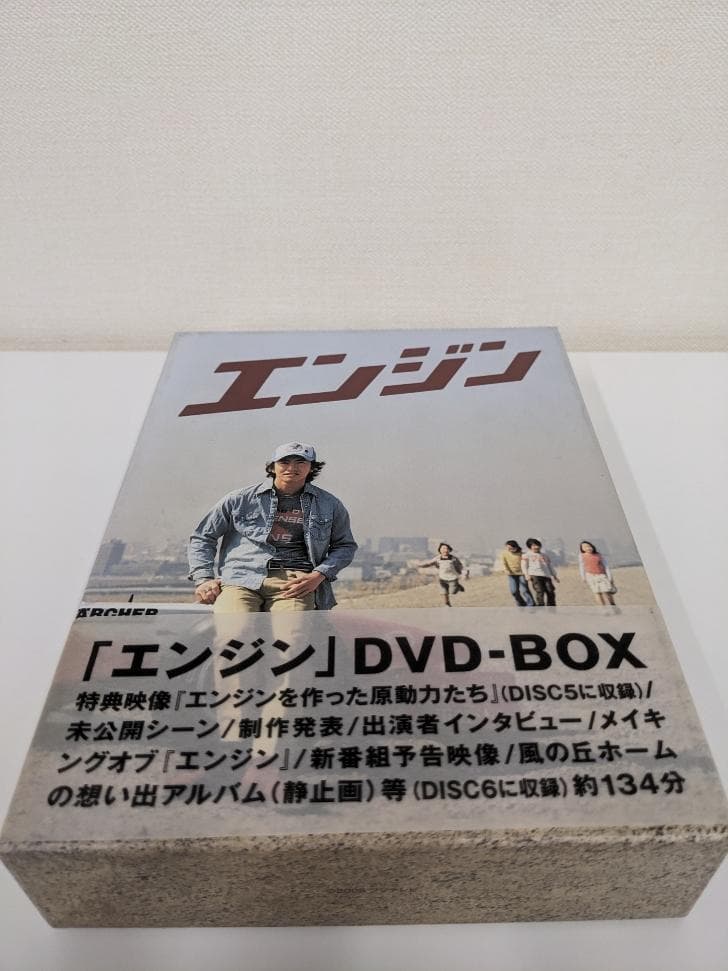 エンジン
ARCHER
「エンジン」DVD-BOX
特典映像『エンジンを作った原動力たち』(DISC5に収録)/
未公開シーン/制作発表/出演者インタビュー/メイキ
ングオブ『エンジン』/新番組予告映像/風の丘ホーム
の想い出アルバム(静止画)等(DISC6に収録)約134分